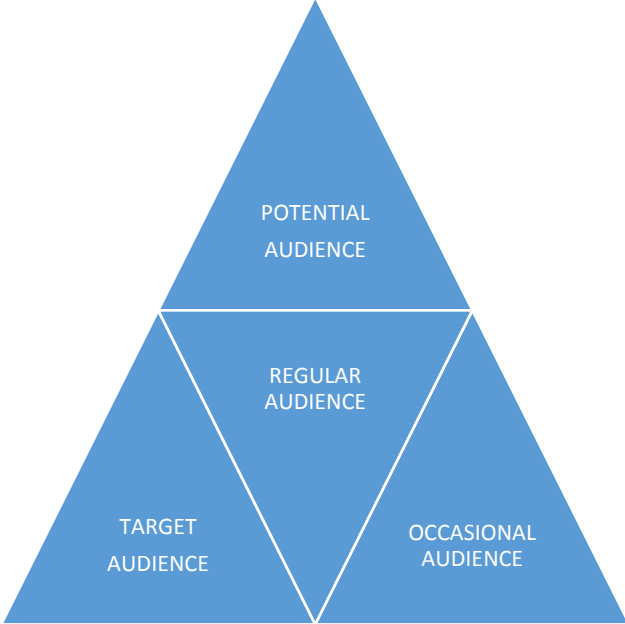 POTENTIAL
AUDIENCE
REGULAR
AUDIENCE
TARGET
AUDIENCE
OCCASIONAL
AUDIENCE